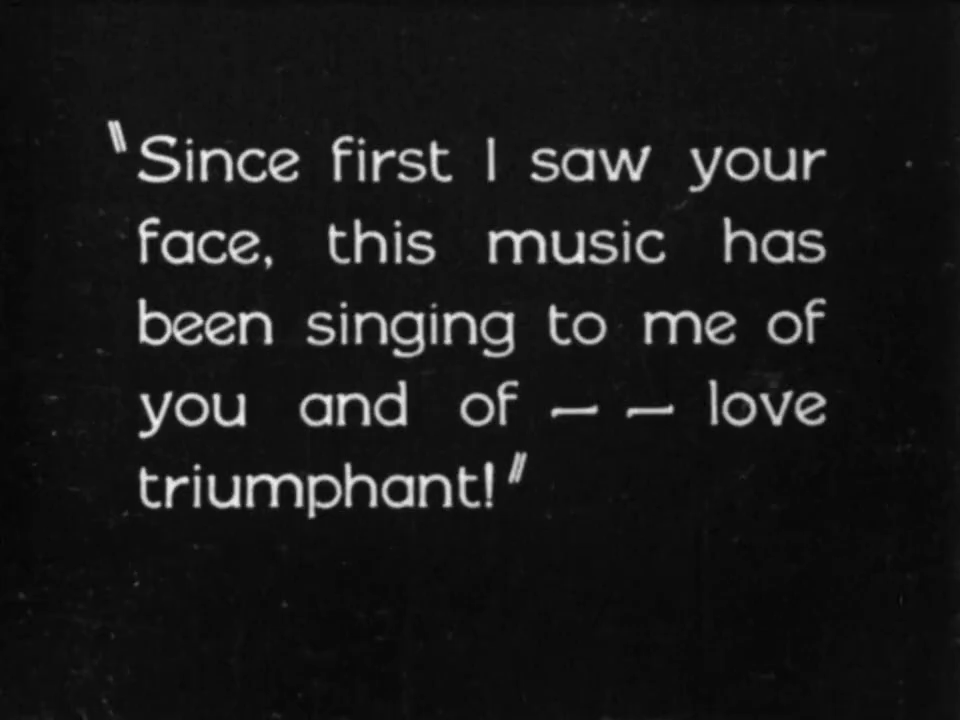 "Since first I saw your
face, this music has
been singing to me of
you and of — — love
triumphant!"